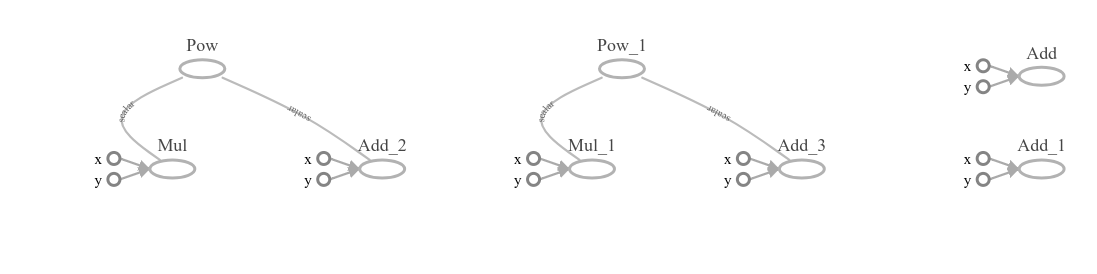 Pow
Pow_1
Add
x
y
scalar
scalar
scalar
scalar
Mul
x
y
Add_2
x
y
Mul_1
x
y
Add_3
x
y
Add_1
x
y